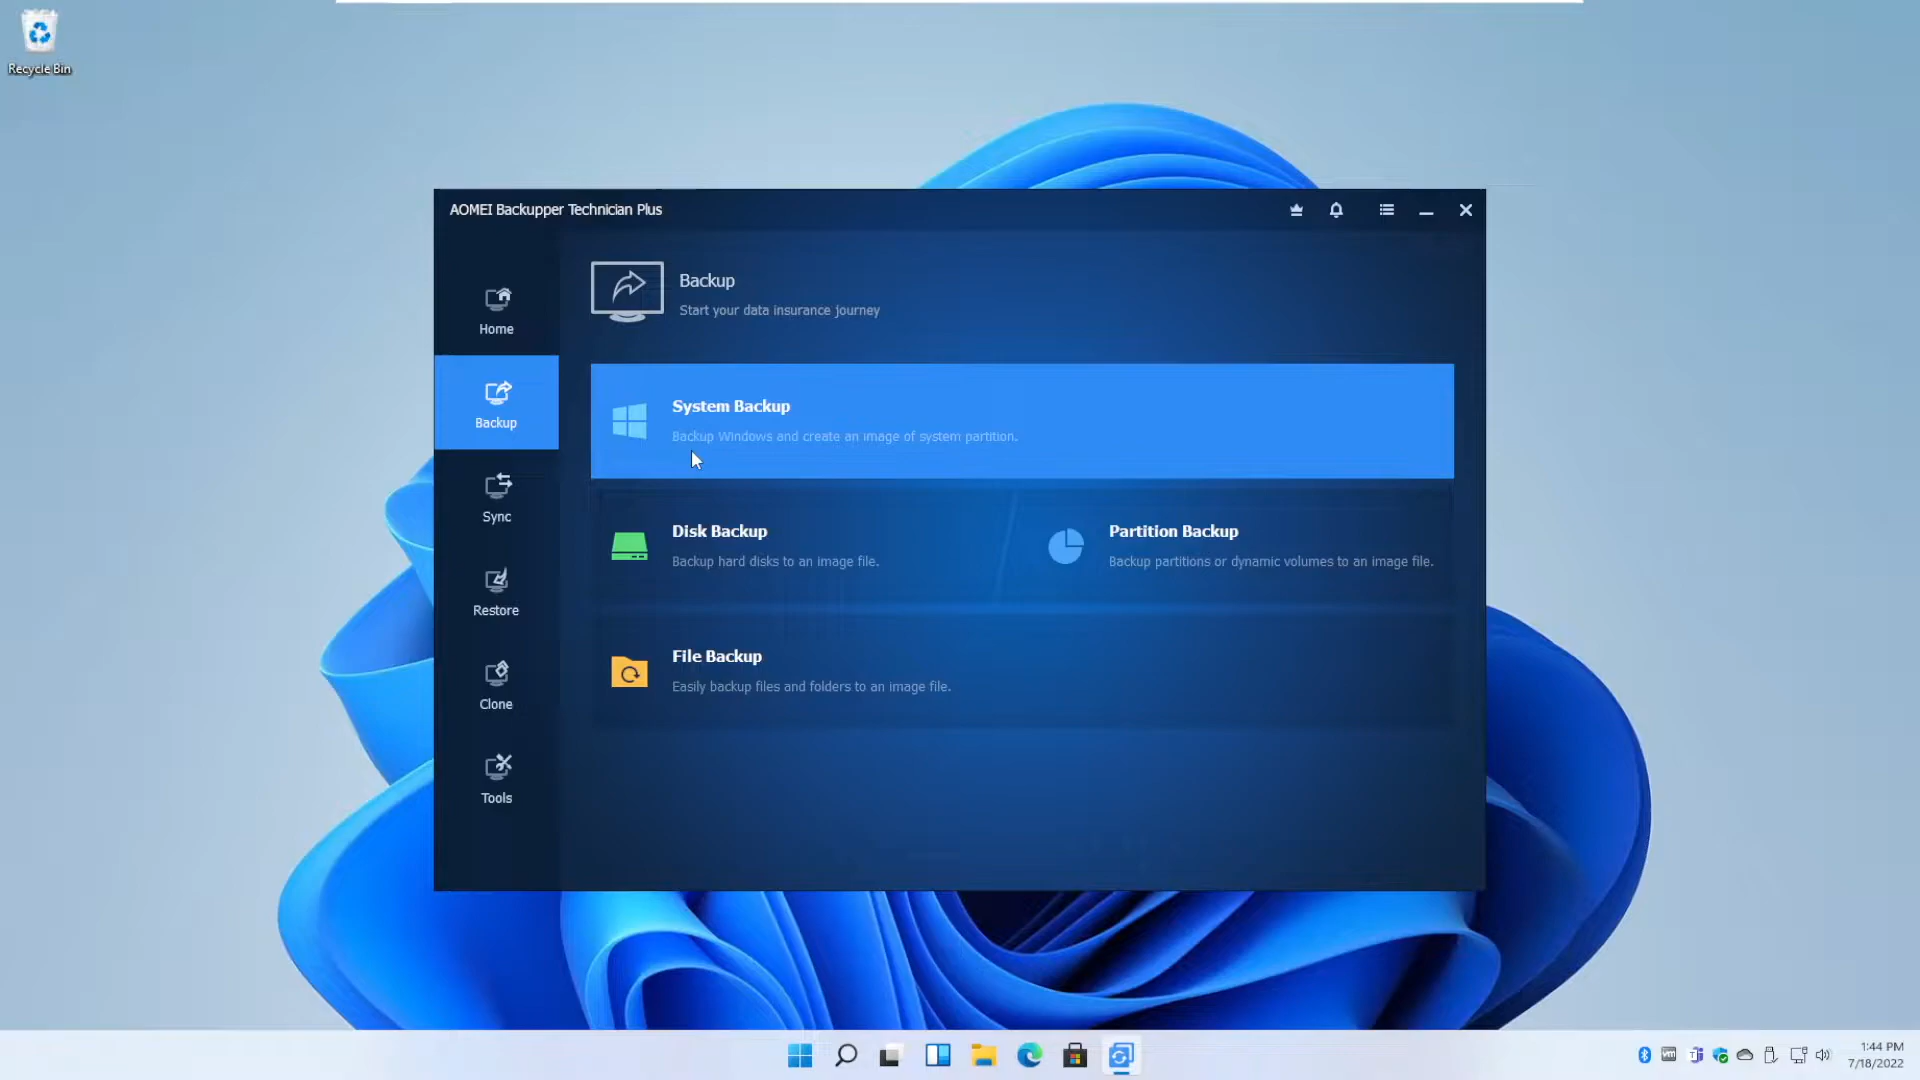 Recycle Bin
AOMEI Backupper Technician Plus
Home
Backup
Sync
Restore
Clone
Tools
Backup
Start your data insurance journey
System Backup
Backup Windows and create an image of system partition.
Disk Backup
Backup hard disks to an image file.
Partition Backup
Backup partitions or dynamic volumes to an image file.
File Backup
Easily backup files and folders to an image file.
1:44 PM
7/18/2022